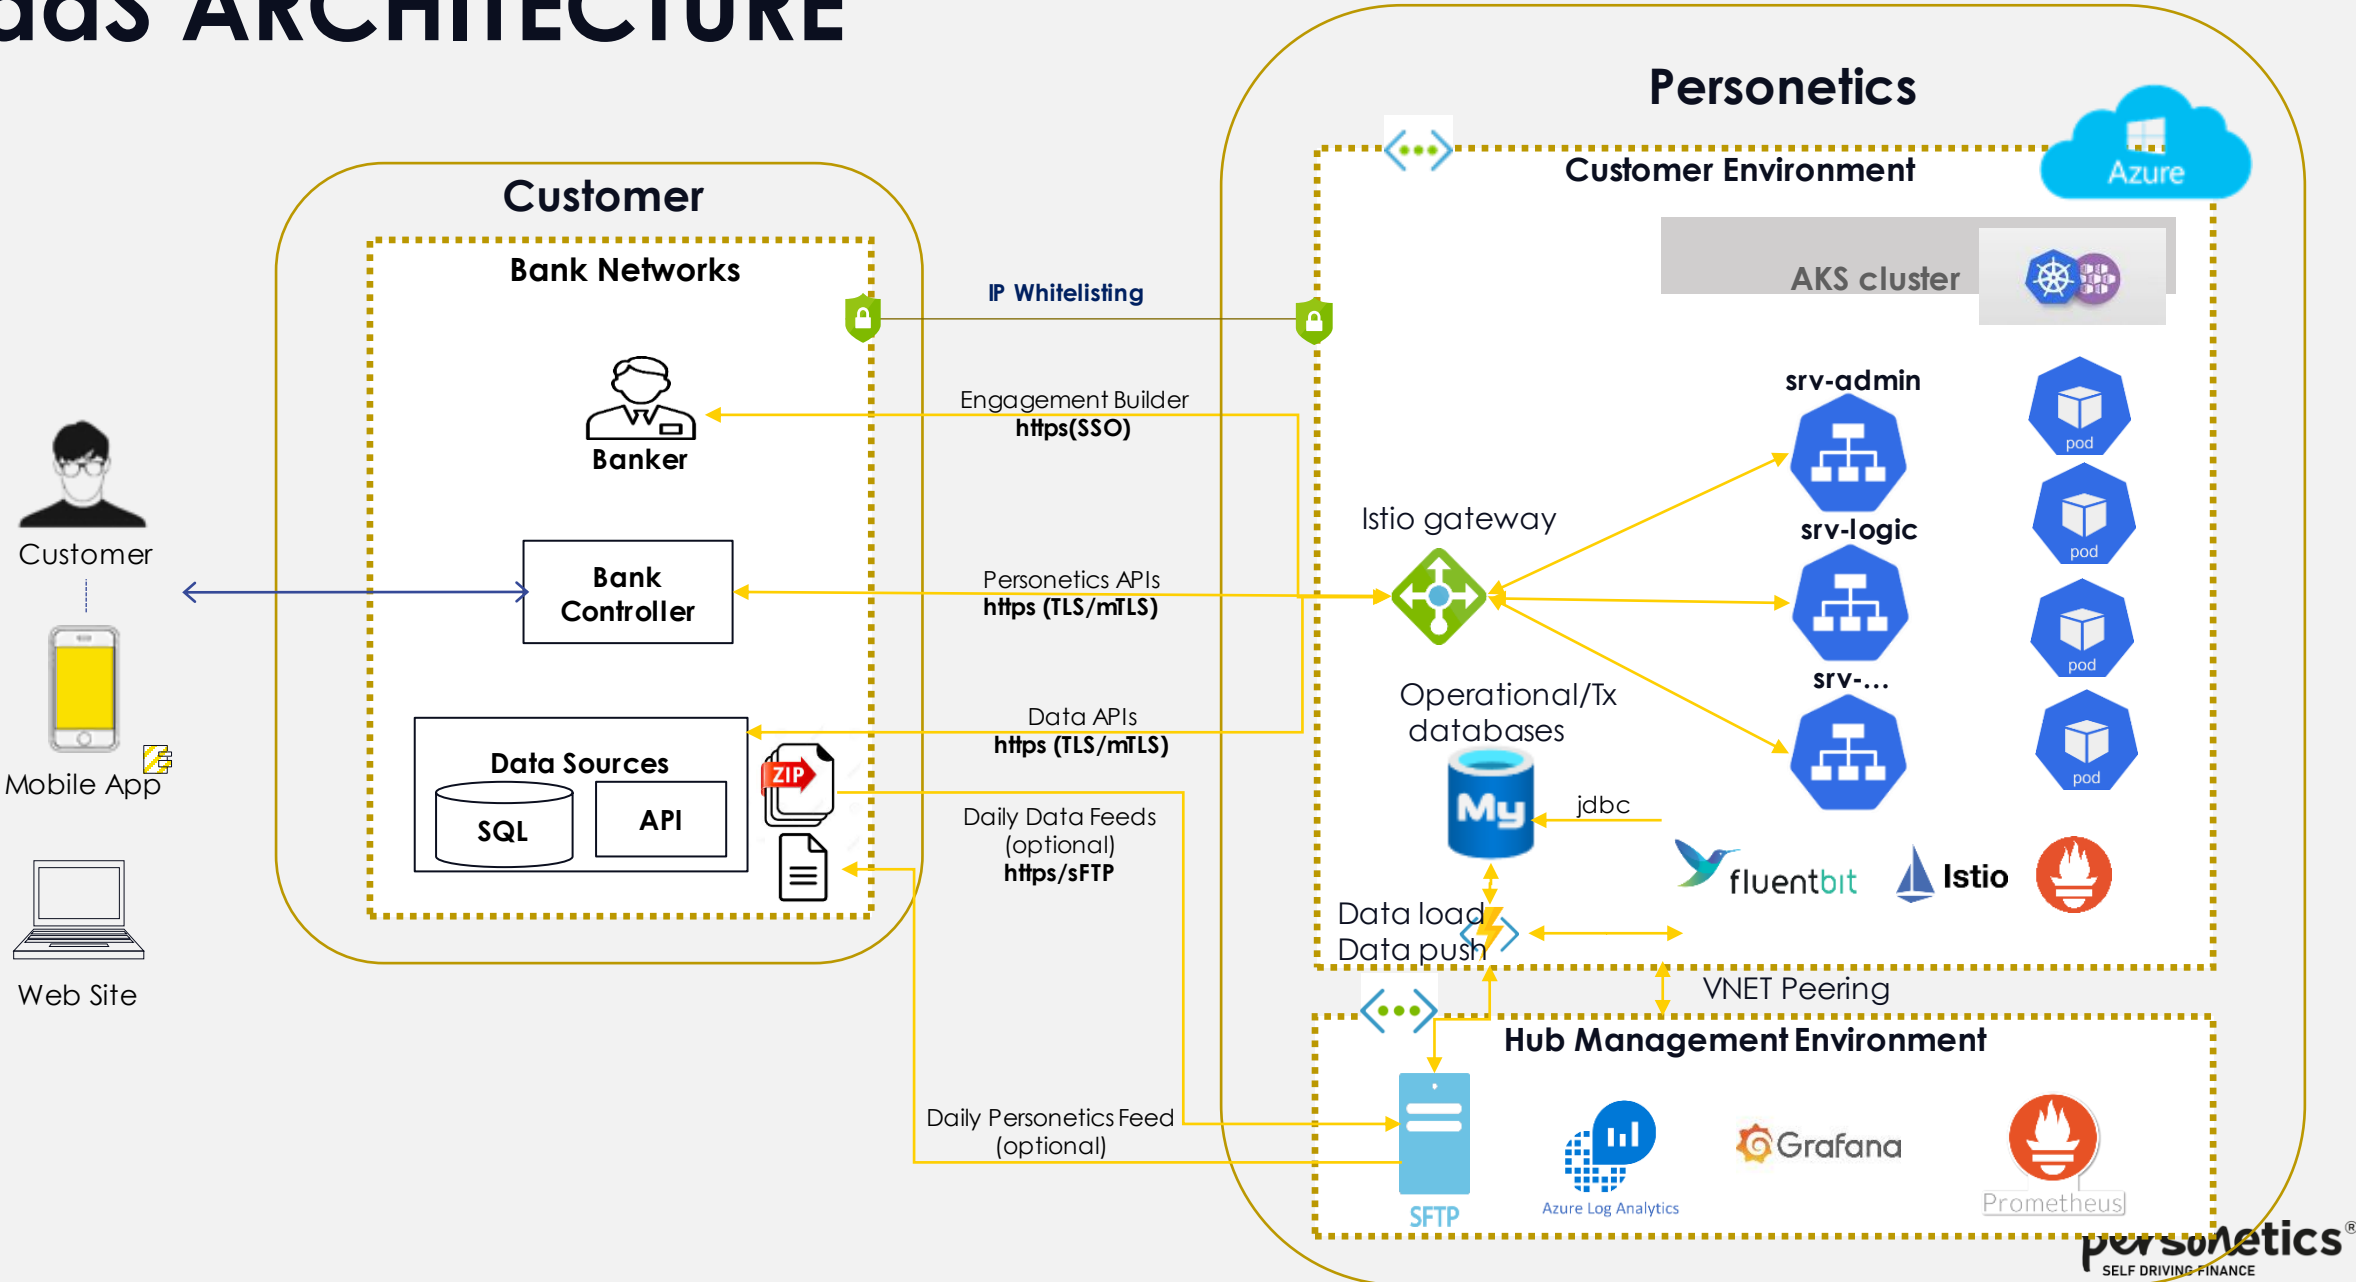 aaS ARCHITECTURE
Personetics
Azure
Customer Environment
AKS cluster
Customer
Bank Networks
IP Whitelisting
Banker
Engagement Builder
https(SSO)
Customer
Mobile App
Web Site
Bank
Controller
Personetics APIs
https (TLS/mTLS)
Data APIs
https (TLS/mTLS)
Data Sources
SQL
API
ZIP
Daily Data Feeds
(optional)
https/sFTP
Daily Personetics Feed
(optional)
Istio gateway
srv-admin
srv-logic
srv-...
pod
pod
pod
pod
Operational/Tx
databases
My
jdbc
fluentbit
Istio
Data load
Data push
VNET Peering
Hub Management Environment
SFTP
Azure Log Analytics
Grafana
Prometheus
personetics®
SELF DRIVING FINANCE